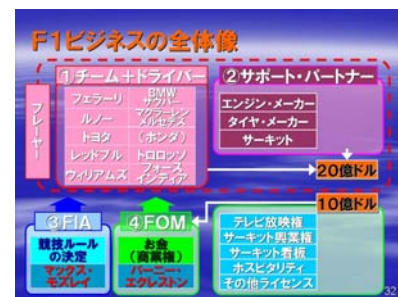 F1ビジネスの全体像
①チーム＋ドライバー
フェラーリ
BMW
ザウバー
ルノー
マクラーレン
メルセデス
トヨタ
（ホンダ）
レッドブル
トロロッソ
ウィリアムズ
フォース
インディア
プレーヤー
②サポート・パートナー
エンジン・メーカー
タイヤ・メーカー
サーキット
20億ドル
10億ドル
③FIA
競技ルール
の決定
マックス・
モズレイ
④FOM
お金
(商業権)
バーニー・
エクレストン
テレビ放映権
サーキット興業権
サーキット看板
ホスピタリティ
その他ライセンス
32